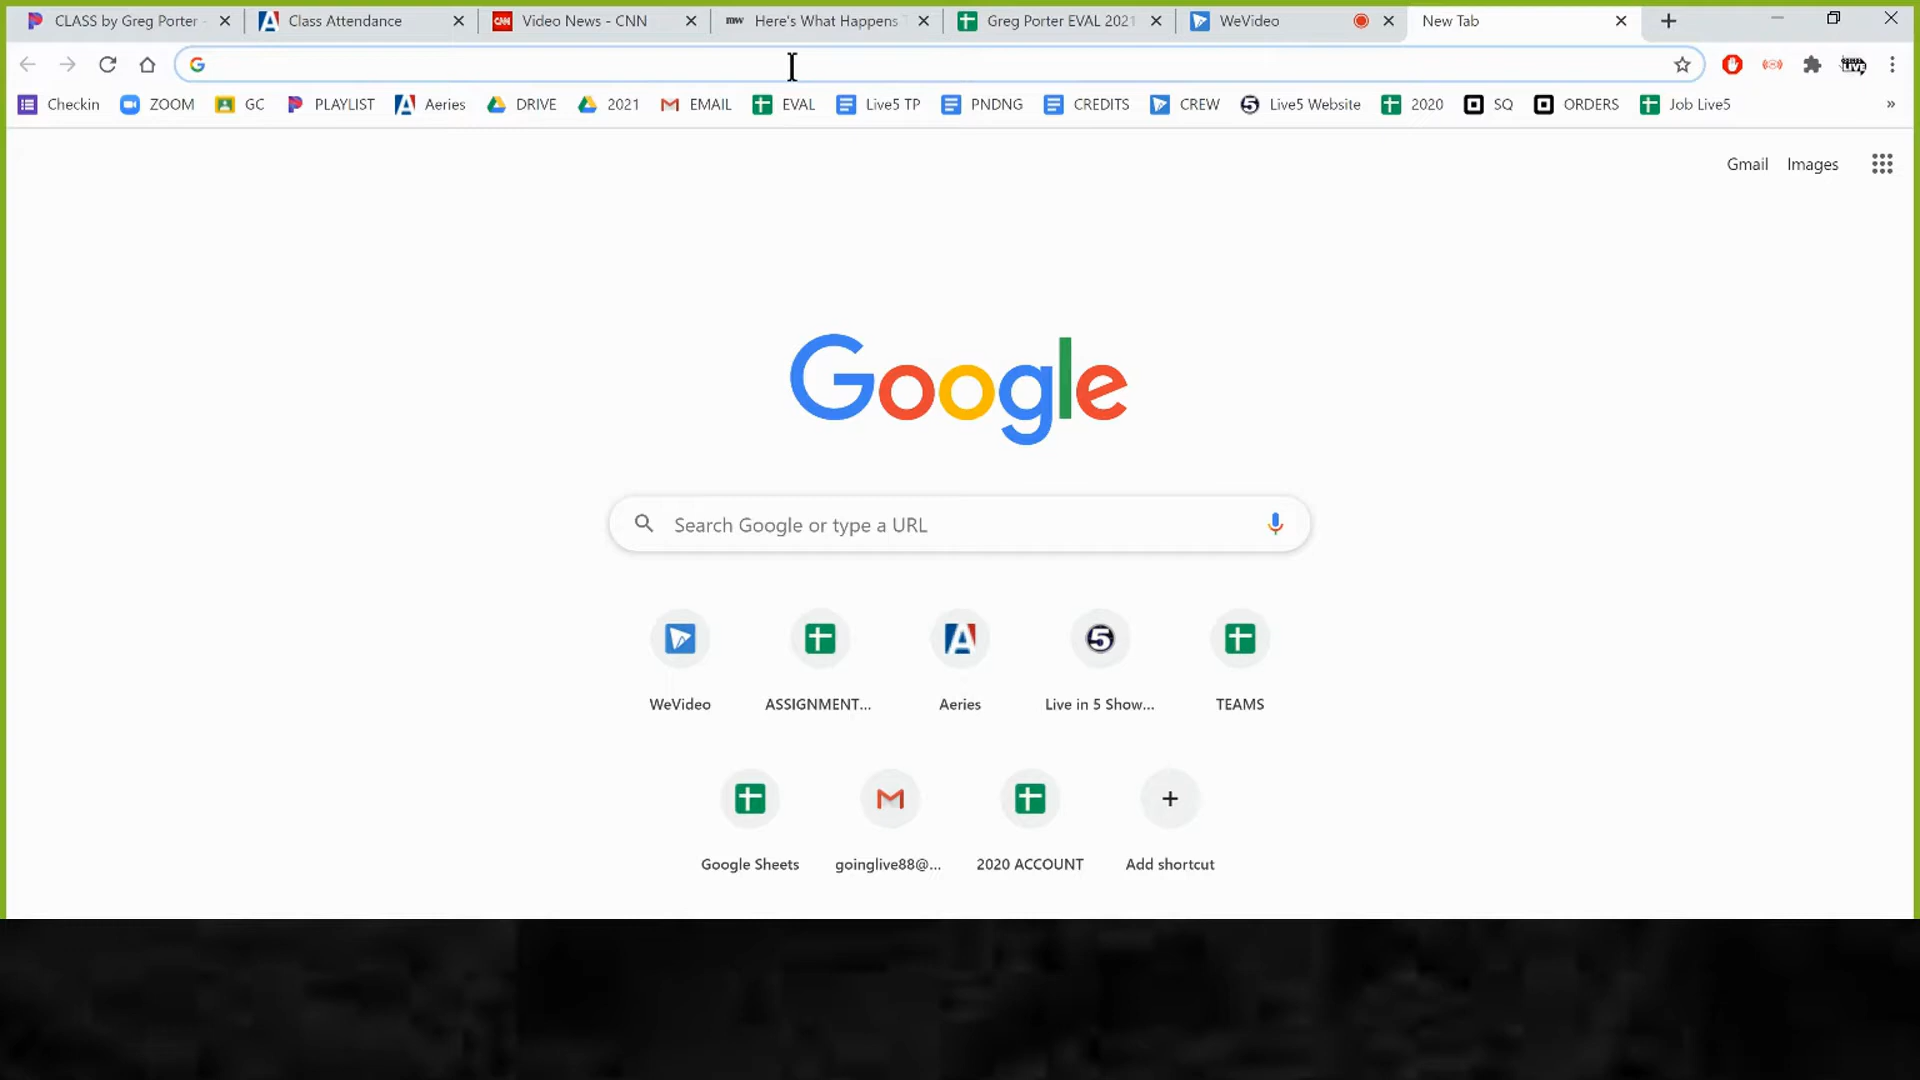 CLASS by Greg Porter - Class Attendance Video News - CNN mw Here's What Happens Greg Porter EVAL 2021 WeVideo New Tab
Checkin ZOOM GC PLAYLIST Aeries DRIVE 2021 EMAIL EVAL Live5 TP PNDNG CREDITS CREW Live5 Website 2020 SQ ORDERS Job Live5 »
Gmail Images
Google
Search Google or type a URL
WeVideo ASSIGNMENT... Aeries Live in 5 Show... TEAMS
Google Sheets goinglive88@... 2020 ACCOUNT Add shortcut